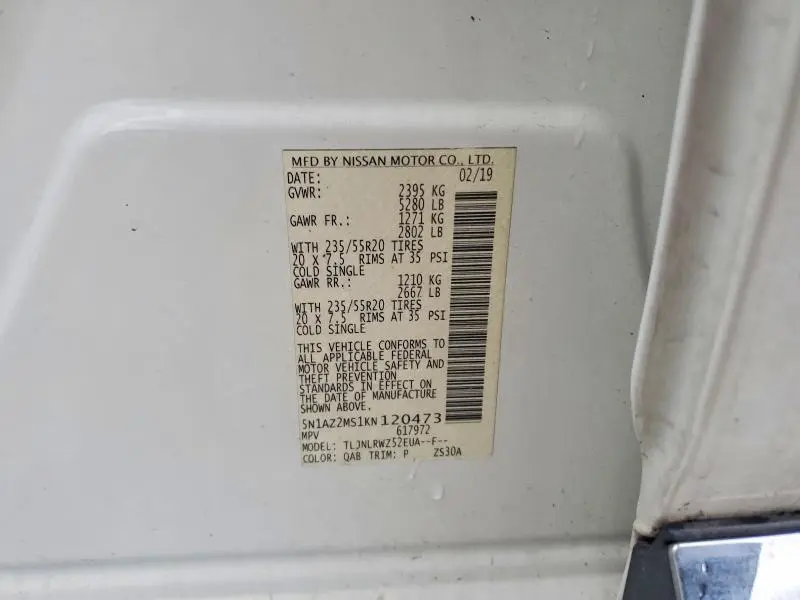 MFD BY NISSAN MOTOR CO., LTD.
DATE: 02/19
GVWR: 2395 KG
5280 LB
GAWR FR.: 1271 KG
2802 LB
WITH 235/55R20 TIRES
20 X 7.5 RIMS AT 35 PSI
COLD SINGLE
GAWR RR.: 1210 KG
2667 LB
WITH 235/55R20 TIRES
20 X 7.5 RIMS AT 35 PSI
COLD SINGLE
THIS VEHICLE CONFORMS TO
ALL APPLICABLE FEDERAL
MOTOR VEHICLE SAFETY AND
THEFT PREVENTION
STANDARDS IN EFFECT ON
THE DATE OF MANUFACTURE
SHOWN ABOVE.
5N1AZ2MS1KN120473
MPV 617972
MODEL: TLJNLRWZ52EUA--F--
COLOR: QAB TRIM: P ZS30A